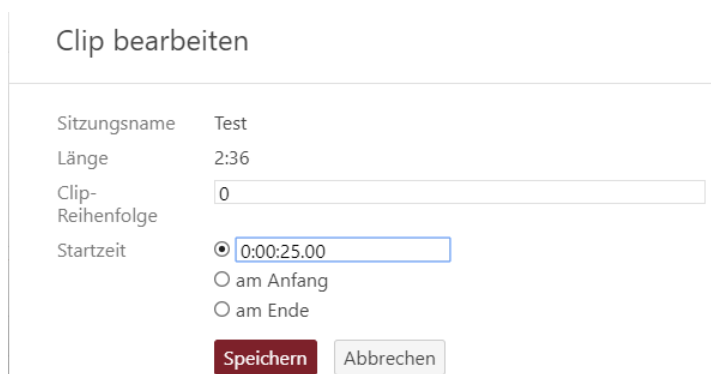 Clip bearbeiten
Sitzungsname Test
Länge 2:36
Clip-
Reihenfolge 0
Startzeit 0:00:25.00
am Anfang
am Ende
Speichern Abbrechen